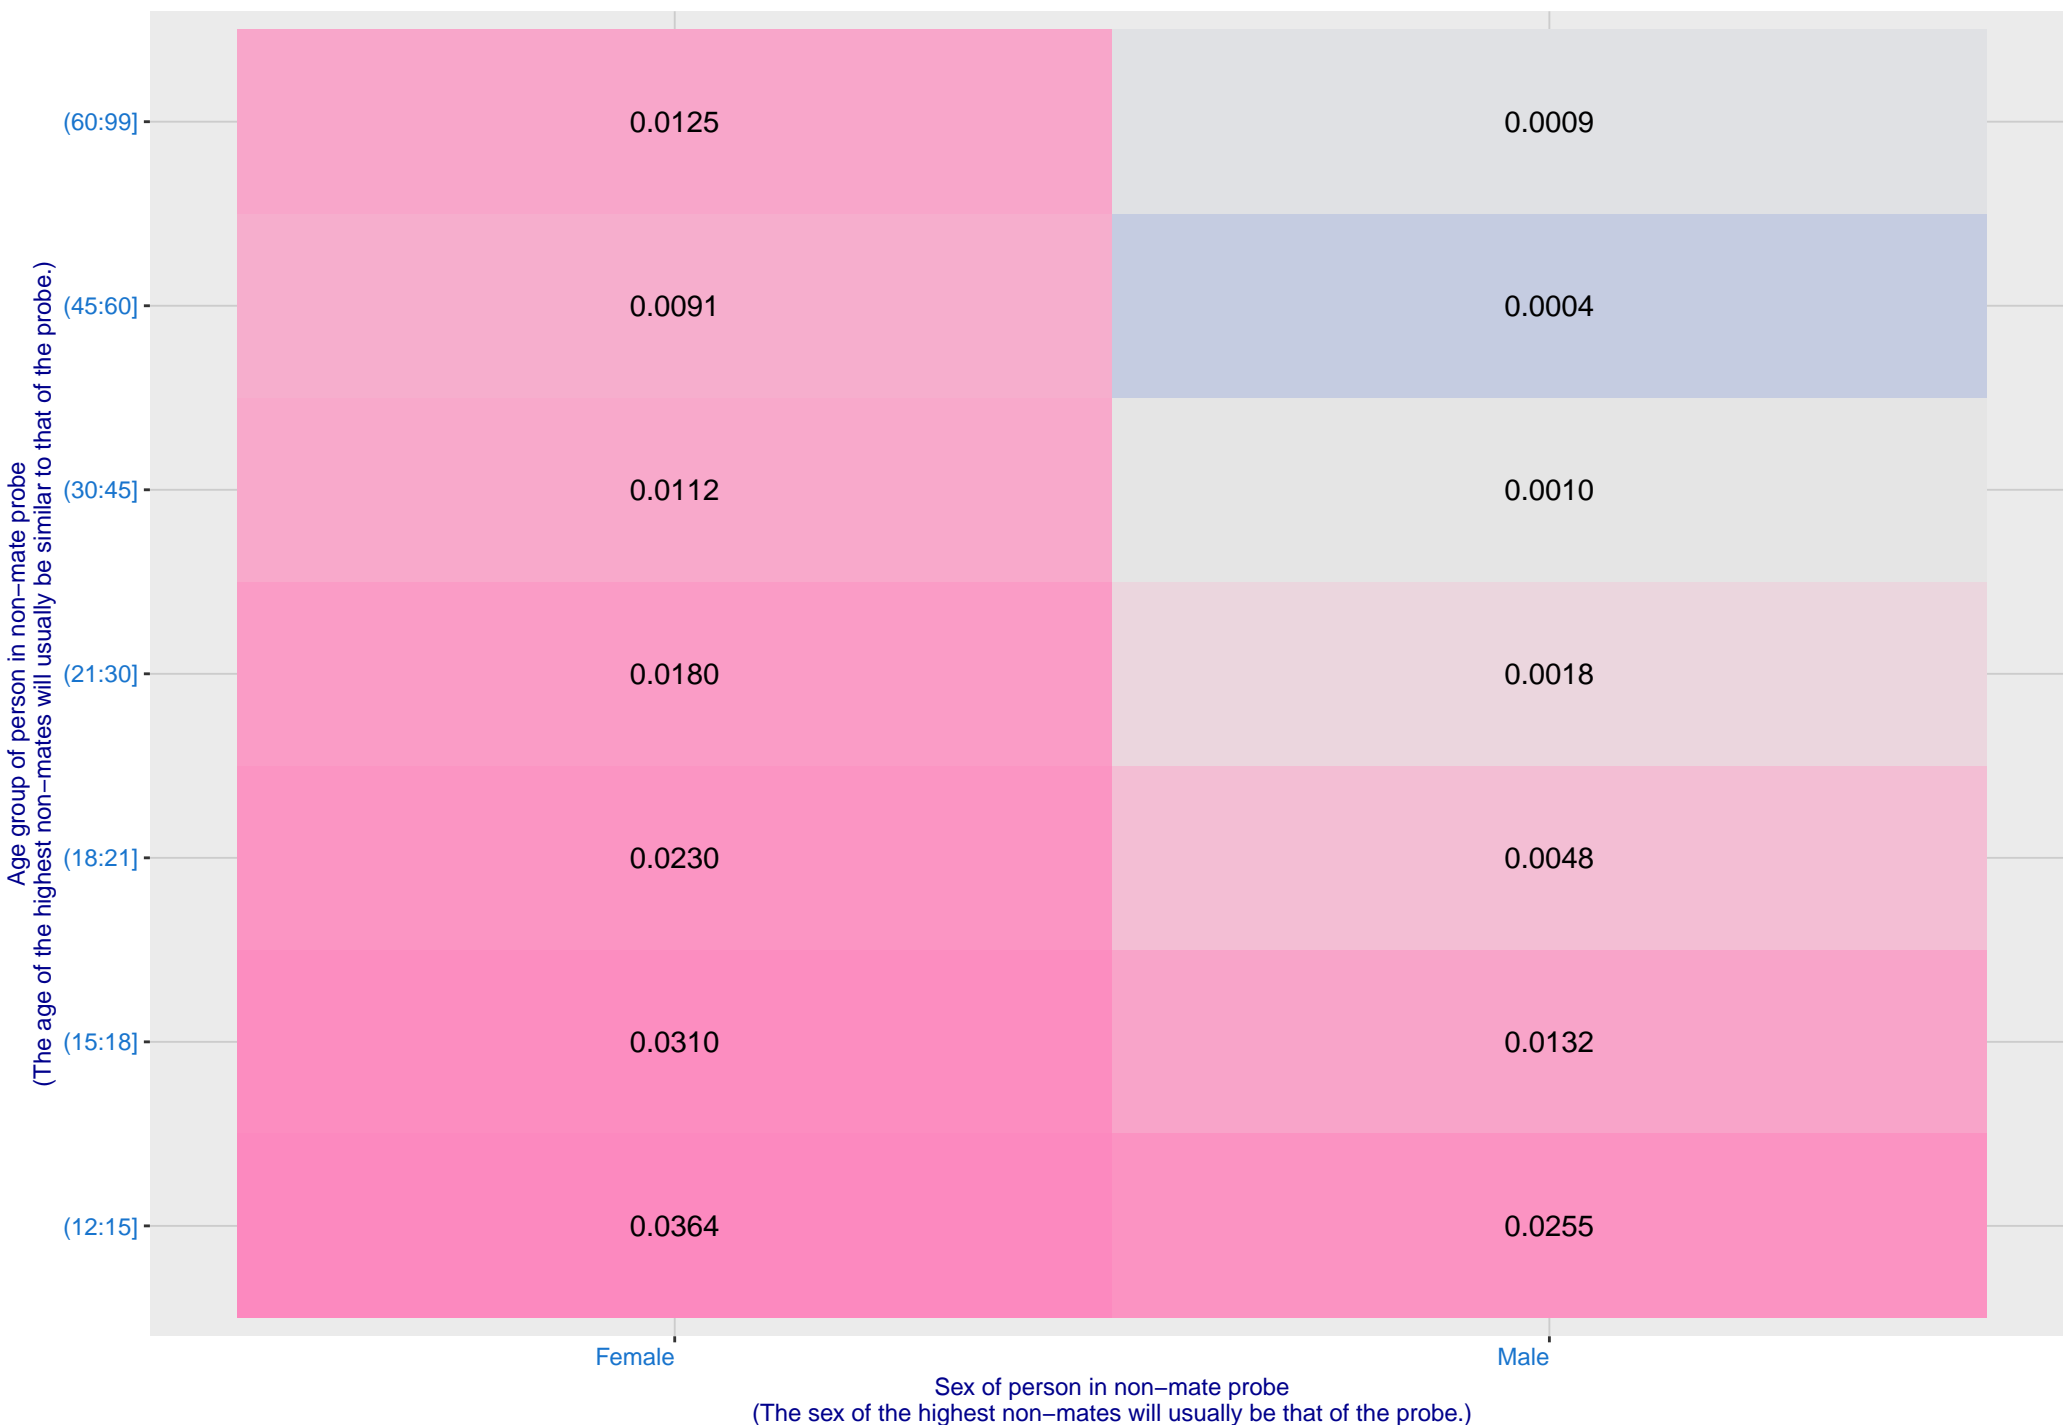 Age group of person in non−mate probe
(The age of the highest non−mates will usually be similar to that of the probe.)
(60:99] 0.0125 0.0009
(45:60] 0.0091 0.0004
(30:45] 0.0112 0.0010
(21:30] 0.0180 0.0018
(18:21] 0.0230 0.0048
(15:18] 0.0310 0.0132
(12:15] 0.0364 0.0255
Female Male
Sex of person in non−mate probe
(The sex of the highest non−mates will usually be that of the probe.)